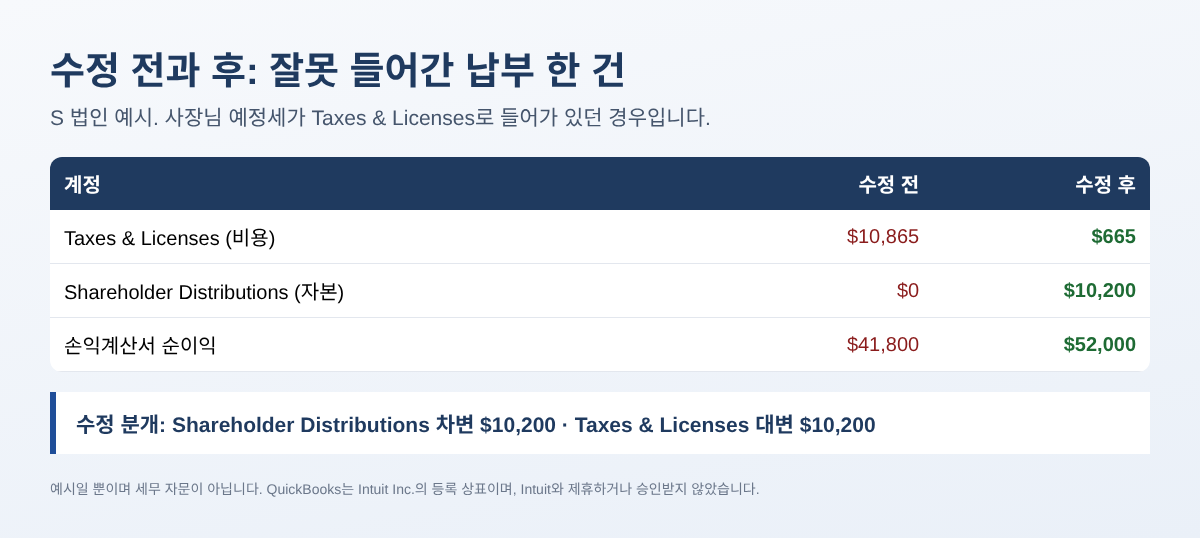 수정 전과 후: 잘못 들어간 납부 한 건
S 법인 예시. 사장님 예정세가 Taxes & Licenses로 들어가 있던 경우입니다.
계정 수정 전 수정 후
Taxes & Licenses (비용) $10,865 $665
Shareholder Distributions (자본) $0 $10,200
손익계산서 순이익 $41,800 $52,000
수정 분개: Shareholder Distributions 차변 $10,200 · Taxes & Licenses 대변 $10,200
예시일 뿐이며 세무 자문이 아닙니다. QuickBooks는 Intuit Inc.의 등록 상표이며, Intuit와 제휴하거나 승인받지 않았습니다.